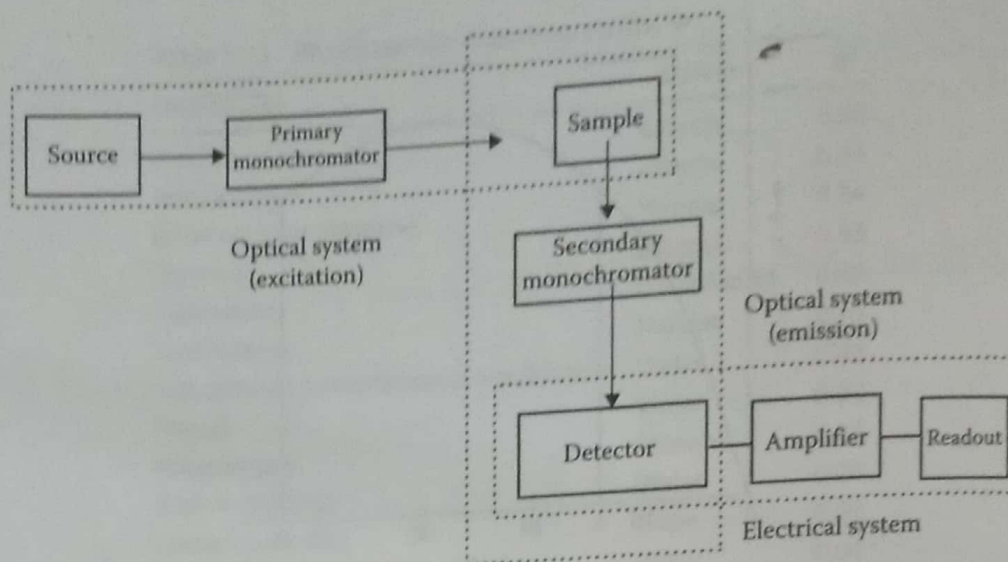 Source
Primary
monochromator
Sample
Optical system
(excitation)
Secondary
monochromator
Optical system
(emission)
Detector
Amplifier
Readout
Electrical system